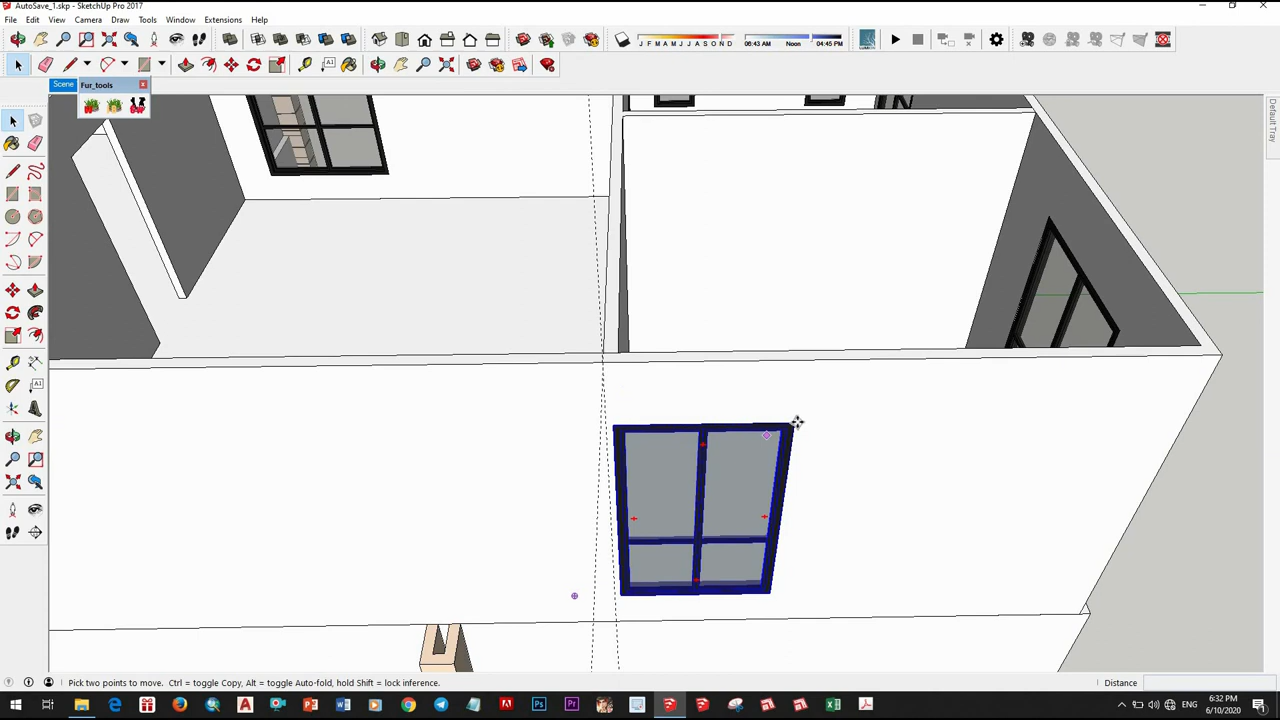 AutoSave_1.skp - SketchUp Pro 2017
File Edit View Camera Draw Tools Window Extensions Help
J F M A M J J A S O N D 06:43 AM Noon 04:45 PM
Scene Fur_tools
Default Tray
Pick two points to move. Ctrl = toggle Copy, Alt = toggle Auto-fold, hold Shift = lock inference. Distance
ENG 6:32 PM
6/10/2020